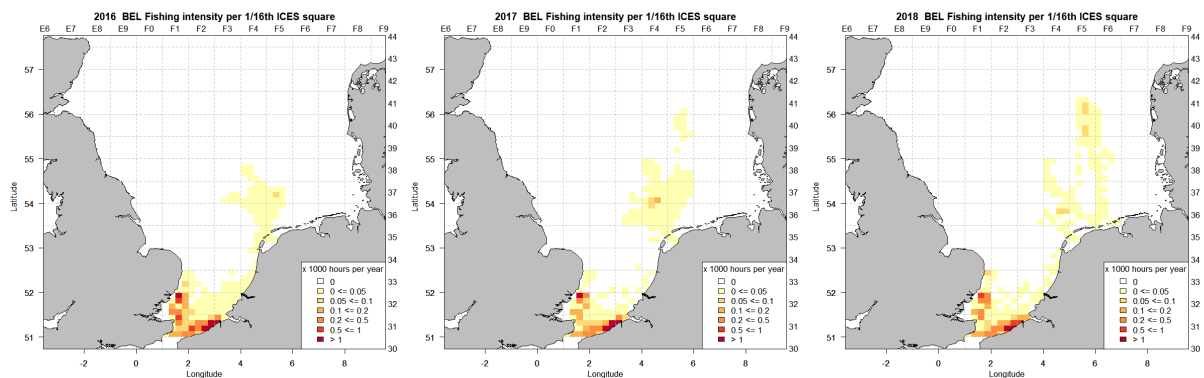 2016 BEL Fishing intensity per 1/16th ICES square
E6 E7 E8 E9 F0 F1 F2 F3 F4 F5 F6 F7 F8 F9
44
43
42
41
40
39
38
37
36
35
34
33
32
31
30
57
56
55
54
53
52
51
Latitude
x 1000 hours per year
0
0 <= 0.05
0.05 <= 0.1
0.1 <= 0.2
0.2 <= 0.5
0.5 <= 1
> 1
-2 0 2 4 6 8
Longitude
2017 BEL Fishing intensity per 1/16th ICES square
E6 E7 E8 E9 F0 F1 F2 F3 F4 F5 F6 F7 F8 F9
44
43
42
41
40
39
38
37
36
35
34
33
32
31
30
57
56
55
54
53
52
51
Latitude
x 1000 hours per year
0
0 <= 0.05
0.05 <= 0.1
0.1 <= 0.2
0.2 <= 0.5
0.5 <= 1
> 1
-2 0 2 4 6 8
Longitude
2018 BEL Fishing intensity per 1/16th ICES square
E6 E7 E8 E9 F0 F1 F2 F3 F4 F5 F6 F7 F8 F9
44
43
42
41
40
39
38
37
36
35
34
33
32
31
30
57
56
55
54
53
52
51
Latitude
x 1000 hours per year
0
0 <= 0.05
0.05 <= 0.1
0.1 <= 0.2
0.2 <= 0.5
0.5 <= 1
> 1
-2 0 2 4 6 8
Longitude